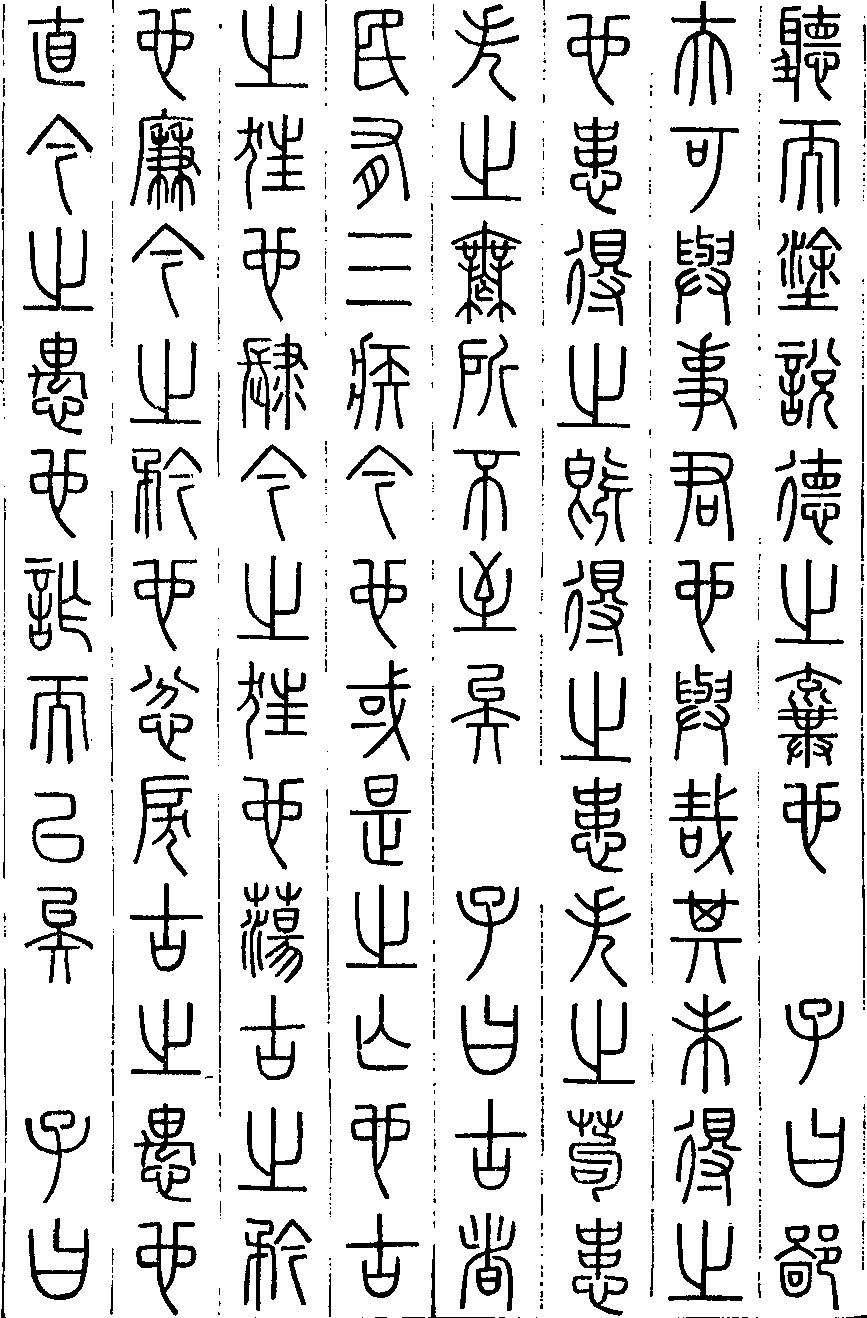 聽而塗說德之棄也　子曰鄙
夫可與事君也與哉其未得之
也患得之既得之患失之苟患
失之無所不至矣　子曰古者
民有三疾今也或是之亡也古
之狂也肆今之狂也蕩古之矜
也廉今之矜也忿戾古之愚也
直今之愚也詐而已矣　子曰